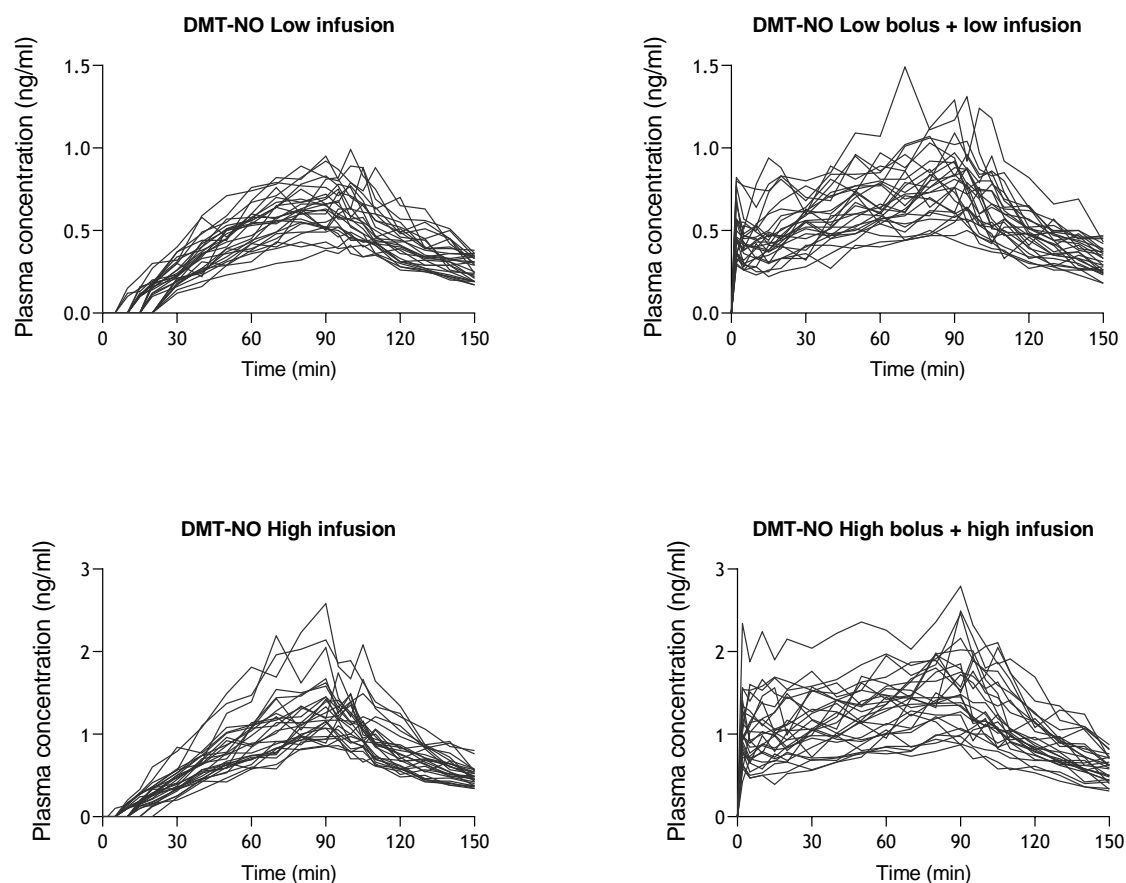 DMT-NO Low infusion
Plasma concentration (ng/ml)
1.5
1.0
0.5
0.0
0 30 60 90 120 150
Time (min)
DMT-NO Low bolus + low infusion
Plasma concentration (ng/ml)
1.5
1.0
0.5
0.0
0 30 60 90 120 150
Time (min)
DMT-NO High infusion
Plasma concentration (ng/ml)
3
2
1
0
0 30 60 90 120 150
Time (min)
DMT-NO High bolus + high infusion
Plasma concentration (ng/ml)
3
2
1
0
0 30 60 90 120 150
Time (min)